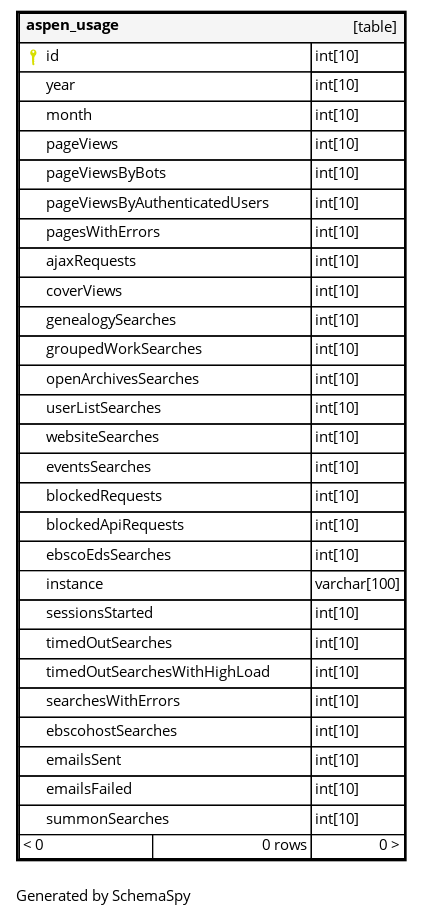 aspen_usage [table]
id int[10]
year int[10]
month int[10]
pageViews int[10]
pageViewsByBots int[10]
pageViewsByAuthenticatedUsers int[10]
pagesWithErrors int[10]
ajaxRequests int[10]
coverViews int[10]
genealogySearches int[10]
groupedWorkSearches int[10]
openArchivesSearches int[10]
userListSearches int[10]
websiteSearches int[10]
eventsSearches int[10]
blockedRequests int[10]
blockedApiRequests int[10]
ebscoEdsSearches int[10]
instance varchar[100]
sessionsStarted int[10]
timedOutSearches int[10]
timedOutSearchesWithHighLoad int[10]
searchesWithErrors int[10]
ebscohostSearches int[10]
emailsSent int[10]
emailsFailed int[10]
summonSearches int[10]
< 0 0 rows 0 >
Generated by SchemaSpy